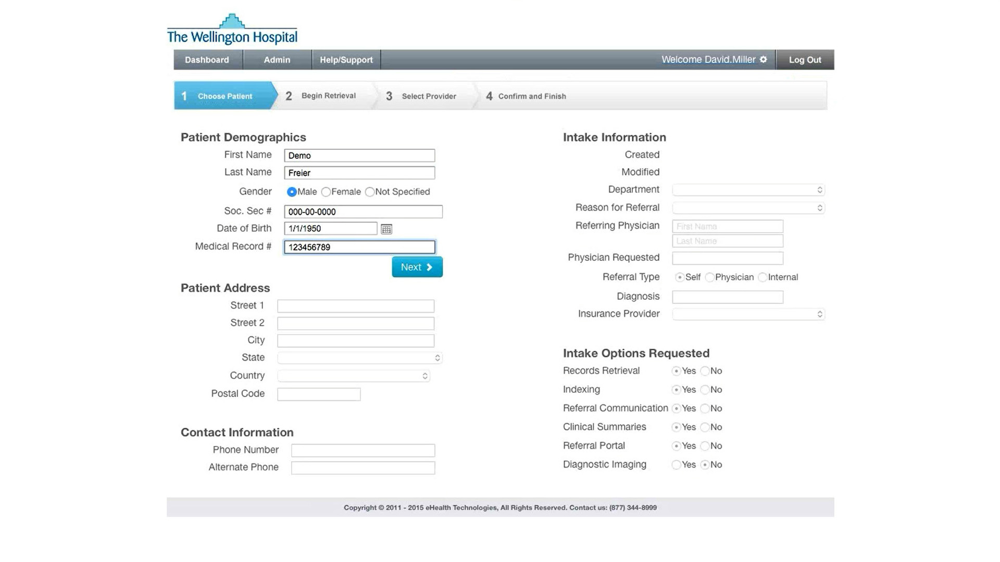 The Wellington Hospital
Dashboard Admin Help/Support Welcome David.Miller Log Out
1 Choose Patient 2 Begin Retrieval 3 Select Provider 4 Confirm and Finish
Patient Demographics
First Name Demo
Last Name Freier
Gender Male Female Not Specified
Soc. Sec # 000-00-0000
Date of Birth 1/1/1950
Medical Record # 123456789
Next
Patient Address
Street 1
Street 2
City
State
Country
Postal Code
Contact Information
Phone Number
Alternate Phone
Intake Information
Created
Modified
Department
Reason for Referral
Referring Physician First Name
Last Name
Physician Requested
Referral Type Self Physician Internal
Diagnosis
Insurance Provider
Intake Options Requested
Records Retrieval Yes No
Indexing Yes No
Referral Communication Yes No
Clinical Summaries Yes No
Referral Portal Yes No
Diagnostic Imaging Yes No
Copyright © 2011 - 2015 eHealth Technologies, All Rights Reserved. Contact us: (877) 344-8999